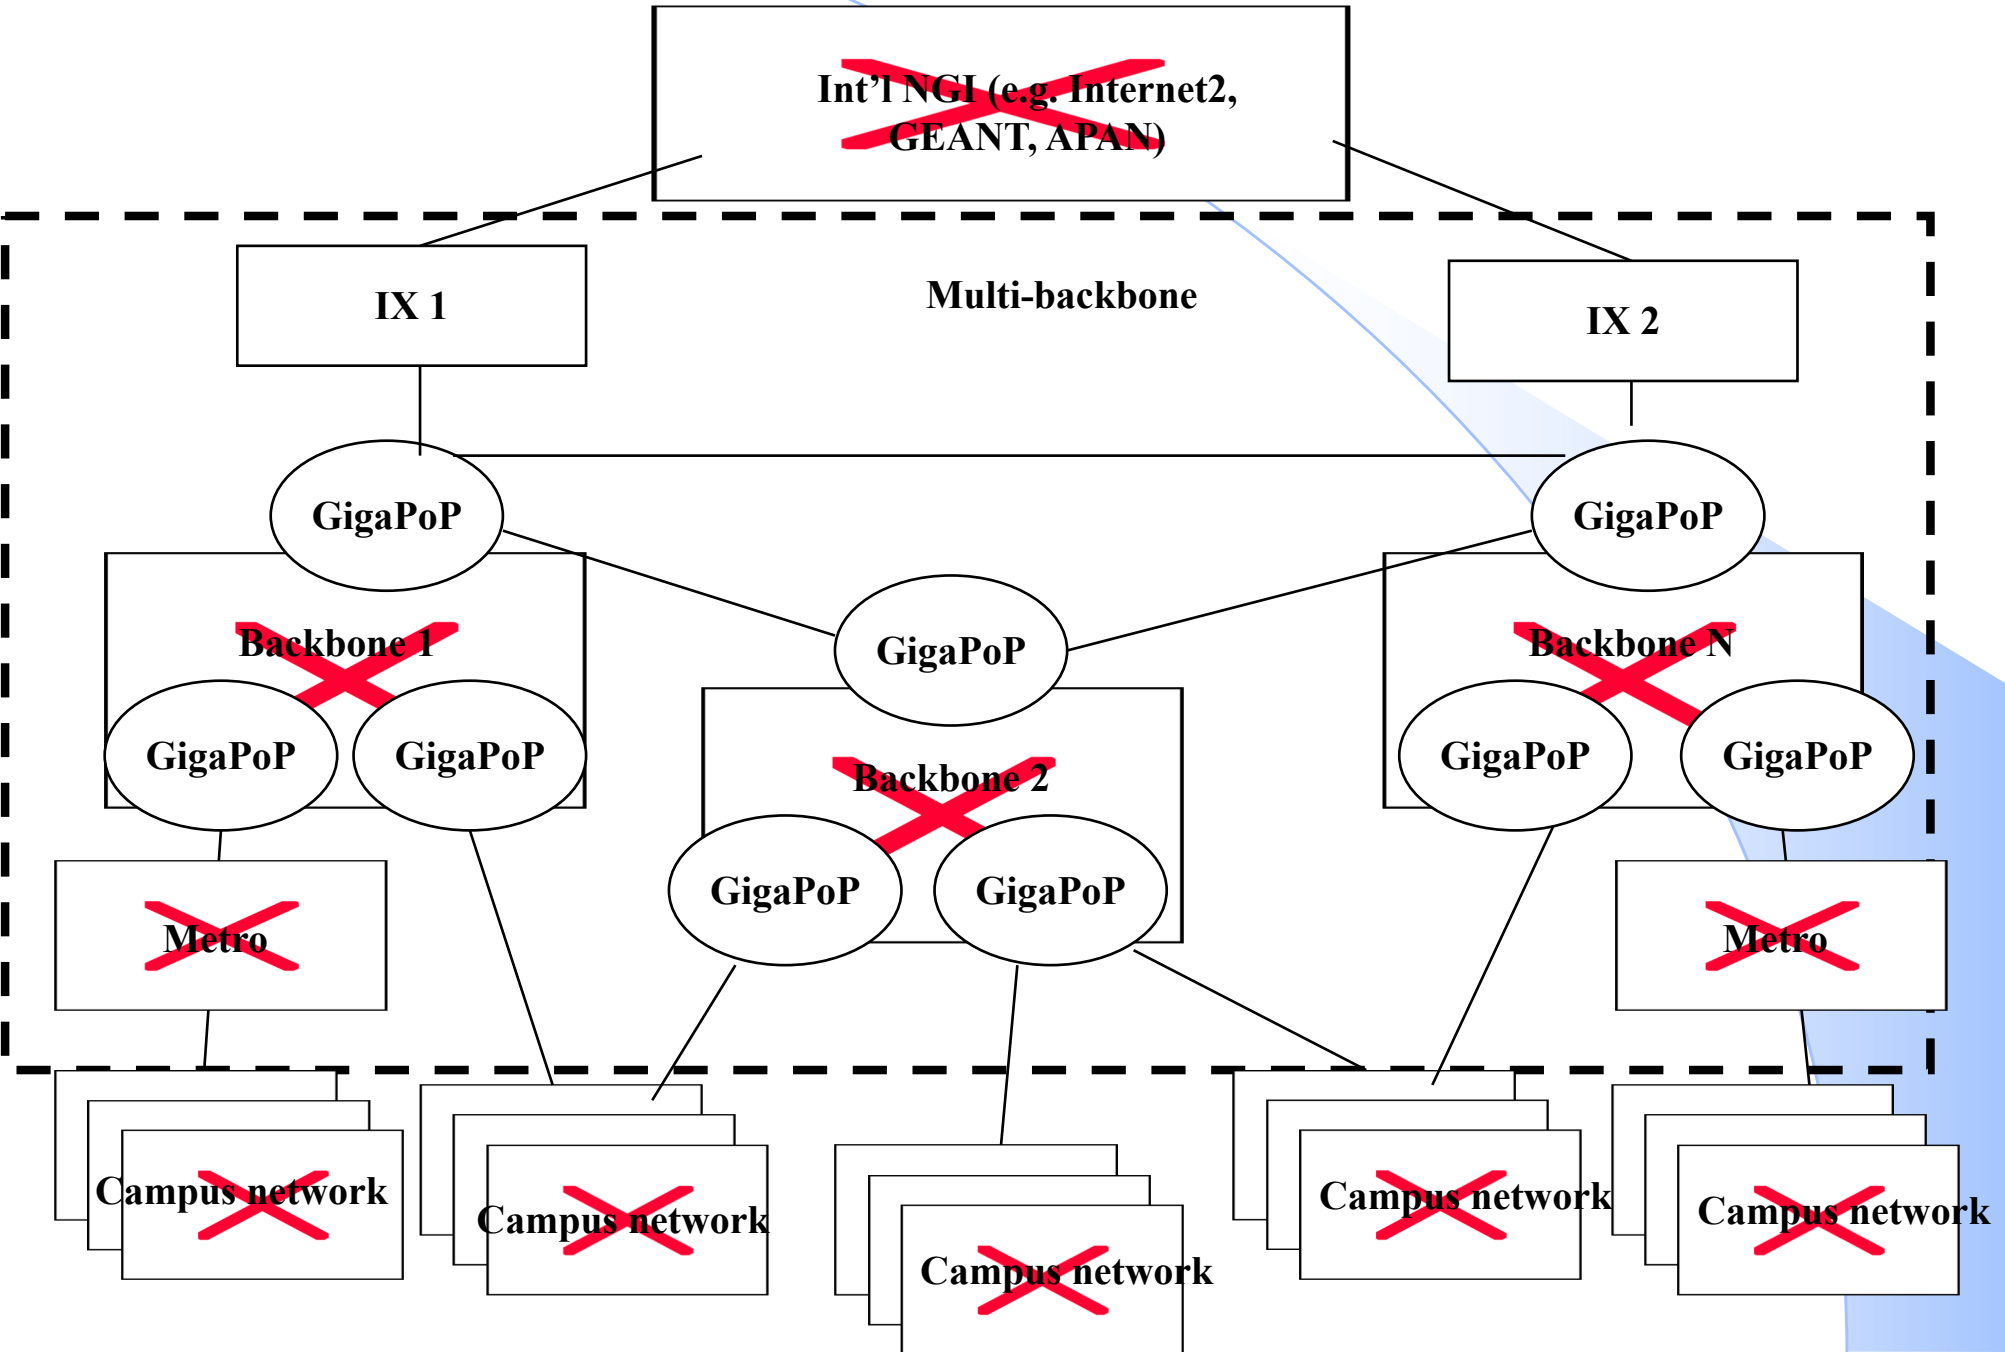 Int’l NGI (e.g. Internet2,
GEANT, APAN)
IX 1
Multi-backbone
IX 2
GigaPoP
GigaPoP
GigaPoP
Backbone 1
Backbone N
GigaPoP
GigaPoP
Backbone 2
GigaPoP
GigaPoP
GigaPoP
GigaPoP
Metro
Metro
Campus network
Campus network
Campus network
Campus network
Campus network